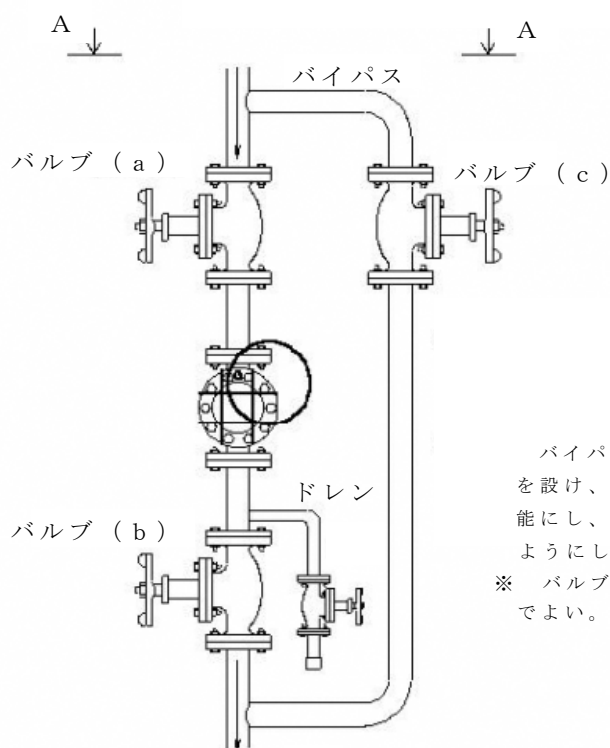 A A
バイパス
バルブ（a） バルブ（c）
ドレン
バルブ（b）
バイパ
を設け、
能にし、
ようにし
※ バルブ
でよい。